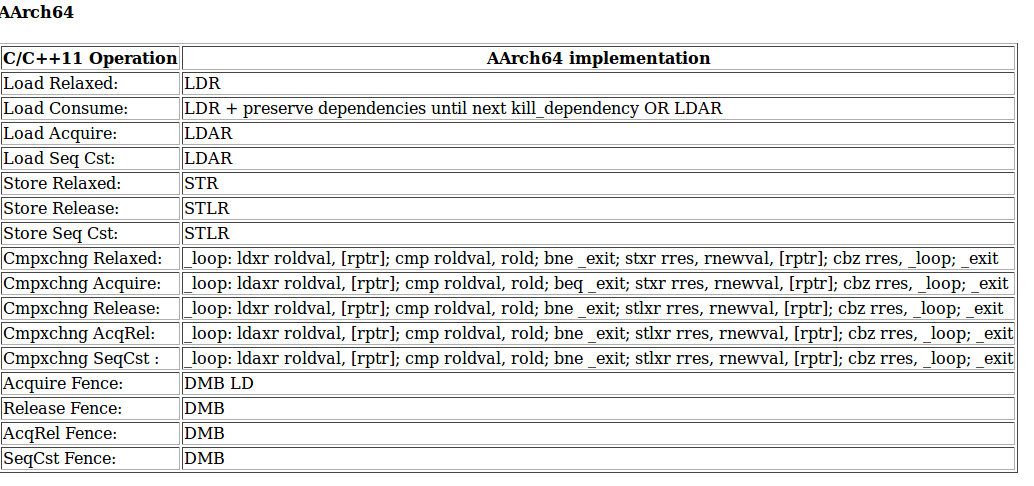 AArch64
C/C++11 Operation AArch64 implementation
Load Relaxed: LDR
Load Consume: LDR + preserve dependencies until next kill_dependency OR LDAR
Load Acquire: LDAR
Load Seq Cst: LDAR
Store Relaxed: STR
Store Release: STLR
Store Seq Cst: STLR
Cmpxchng Relaxed: _loop: ldxr roldval, [rptr]; cmp roldval, rold; bne _exit; stxr rres, rnewval, [rptr]; cbz rres, _loop; _exit
Cmpxchng Acquire: _loop: ldaxr roldval, [rptr]; cmp roldval, rold; beq _exit; stxr rres, rnewval, [rptr]; cbz rres, _loop; _exit
Cmpxchng Release: _loop: ldxr roldval, [rptr]; cmp roldval, rold; bne _exit; stlxr rres, rnewval, [rptr]; cbz rres, _loop; _exit
Cmpxchng AcqRel: _loop: ldaxr roldval, [rptr]; cmp roldval, rold; bne _exit; stlxr rres, rnewval, [rptr]; cbz rres, _loop; _exit
Cmpxchng SeqCst : _loop: ldaxr roldval, [rptr]; cmp roldval, rold; bne _exit; stlxr rres, rnewval, [rptr]; cbz rres, _loop; _exit
Acquire Fence: DMB LD
Release Fence: DMB
AcqRel Fence: DMB
SeqCst Fence: DMB